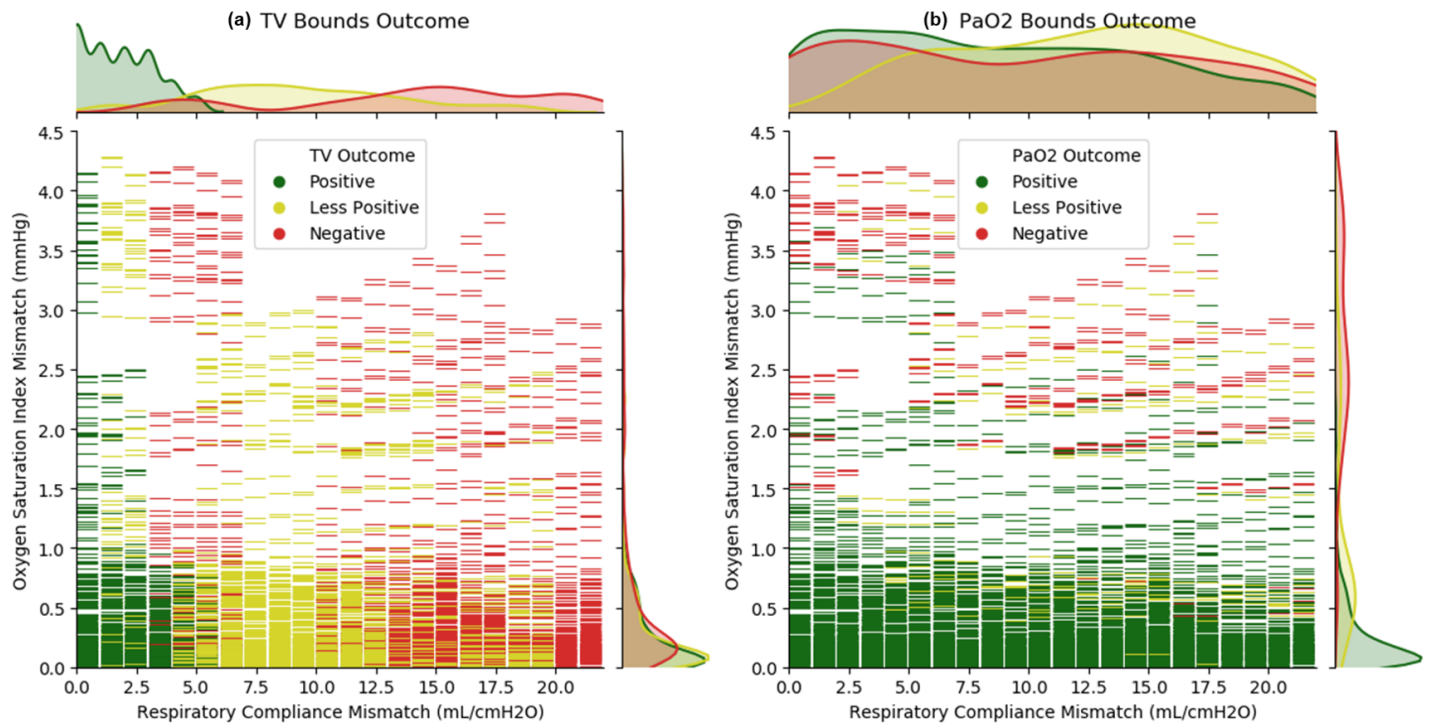 (a) TV Bounds Outcome
4.5
4.0
3.5
3.0
2.5
2.0
1.5
1.0
0.5
0.0
Oxygen Saturation Index Mismatch (mmHg)
TV Outcome
Positive
Less Positive
Negative
0.0 2.5 5.0 7.5 10.0 12.5 15.0 17.5 20.0
Respiratory Compliance Mismatch (mL/cmH2O)
(b) PaO2 Bounds Outcome
4.5
4.0
3.5
3.0
2.5
2.0
1.5
1.0
0.5
0.0
Oxygen Saturation Index Mismatch (mmHg)
PaO2 Outcome
Positive
Less Positive
Negative
0.0 2.5 5.0 7.5 10.0 12.5 15.0 17.5 20.0
Respiratory Compliance Mismatch (mL/cmH2O)